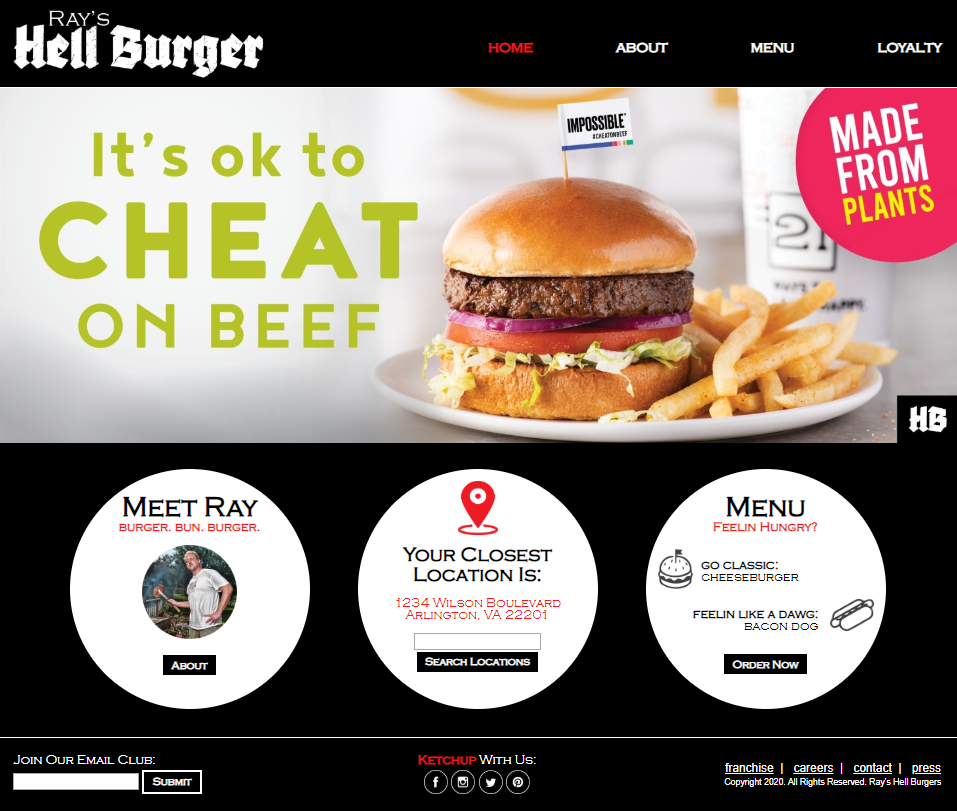 RAY'S
Hell Burger
HOME
ABOUT
MENU
LOYALTY
It's ok to
CHEAT
ON BEEF
IMPOSSIBLE
#CHEATONBEEF
MADE
FROM
PLANTS
HB
MEET RAY
BURGER. BUN. BURGER.
ABOUT
YOUR CLOSEST
LOCATION IS:
1234 WILSON BOULEVARD
ARLINGTON, VA 22201
SEARCH LOCATIONS
MENU
FEELIN HUNGRY?
GO CLASSIC:
CHEESEBURGER
FEELIN LIKE A DAWG:
BACON DOG
ORDER NOW
JOIN OUR EMAIL CLUB:
SUBMIT
KETCHUP WITH US:
franchise | careers | contact | press
Copyright 2020. All Rights Reserved. Ray's Hell Burgers